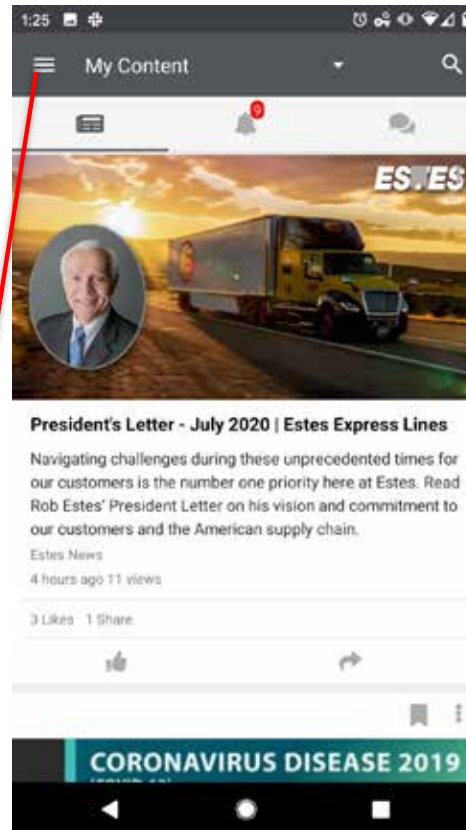 1:25
My Content
9
ESTES
President's Letter - July 2020 | Estes Express Lines
Navigating challenges during these unprecedented times for
our customers is the number one priority here at Estes. Read
Rob Estes' President Letter on his vision and commitment to
our customers and the American supply chain.
Estes News
4 hours ago 11 views
3 Likes 1 Share
CORONAVIRUS DISEASE 2019